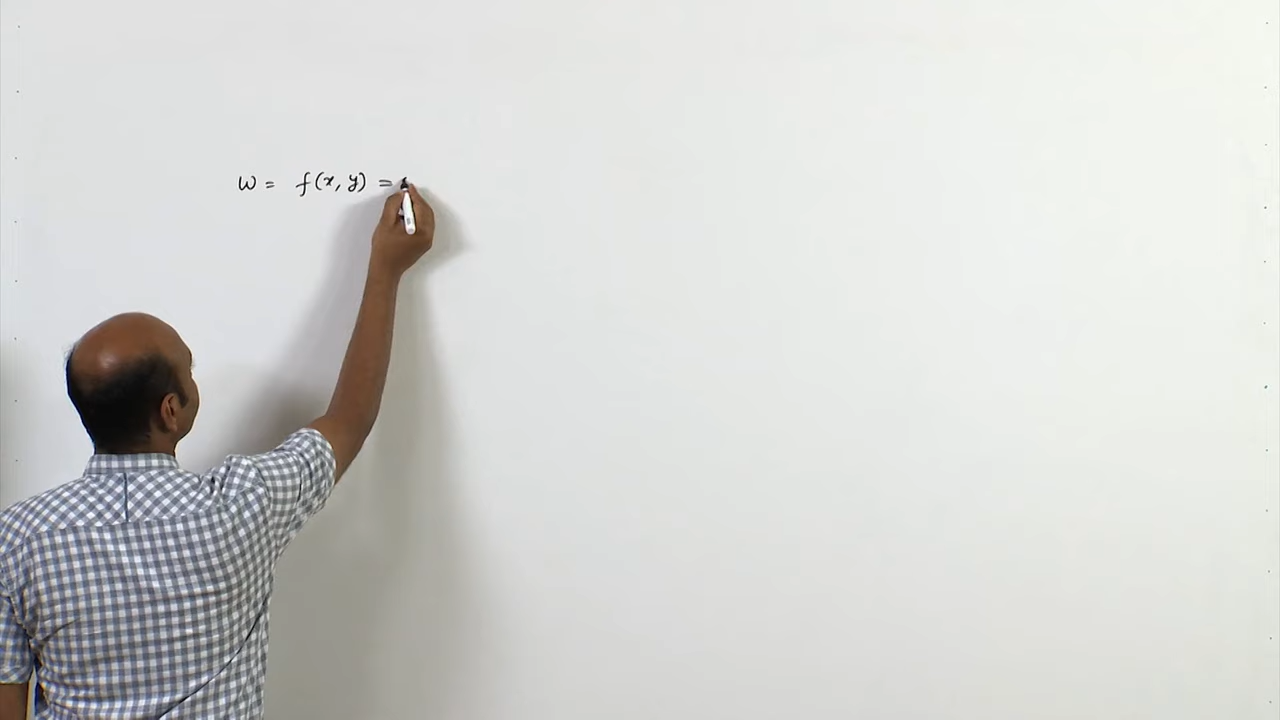 w = f(x, y) =